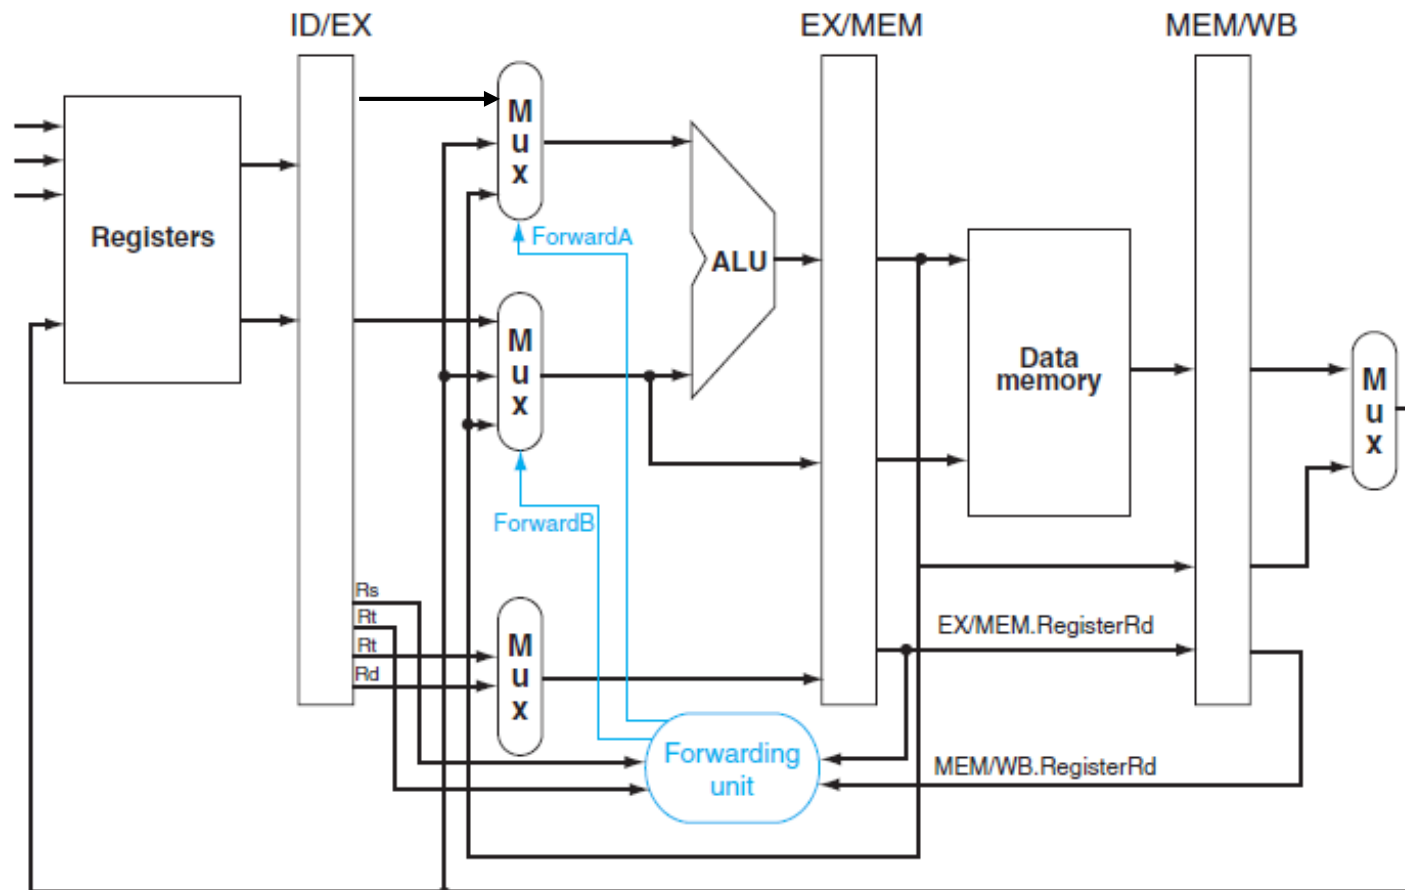 ID/EX
EX/MEM
MEM/WB
M
u
x
Registers
ForwardA
ALU
M
u
x
Data
memory
M
u
x
ForwardB
Rs
Rt
Rt
Rd
M
u
x
EX/MEM.RegisterRd
Forwarding
unit
MEM/WB.RegisterRd